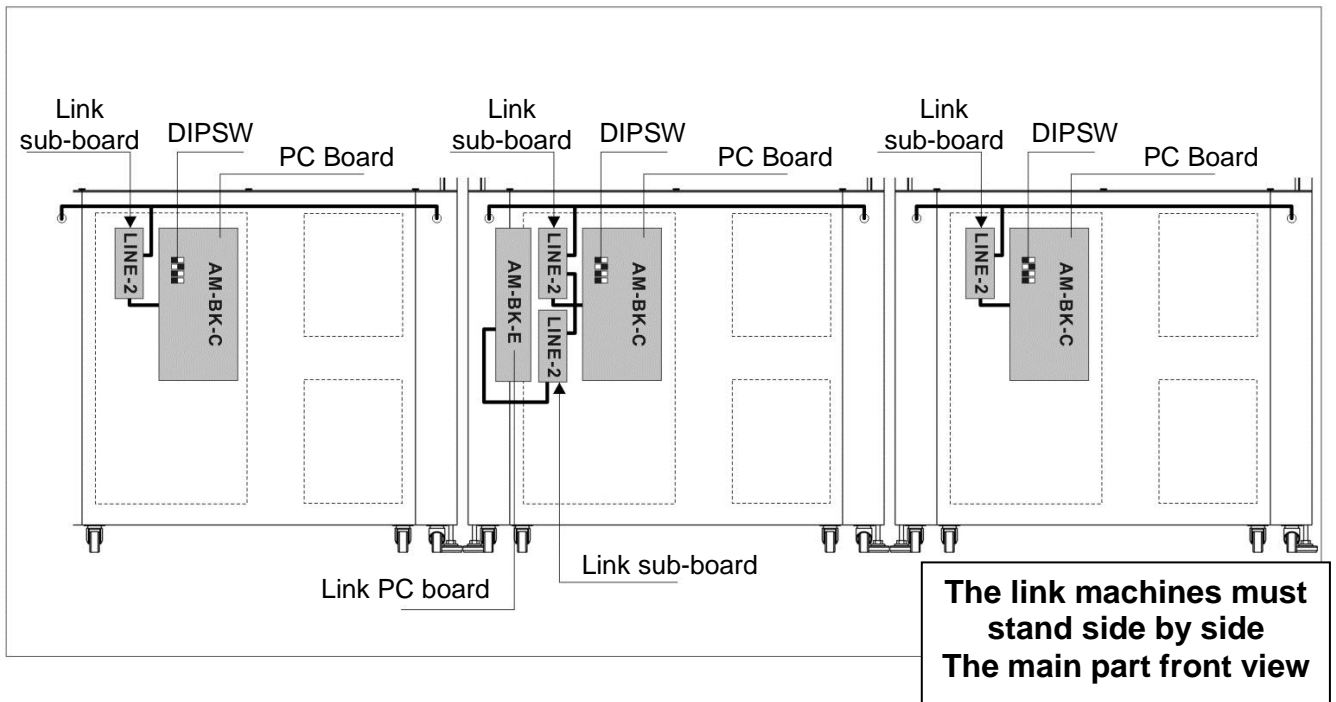 Link
sub-board
DIPSW
PC Board
Link
sub-board
DIPSW
PC Board
Link
sub-board
DIPSW
PC Board
LINE-2
AM-BK-C
AM-BK-E
LINE-2
LINE-2
AM-BK-C
LINE-2
AM-BK-C
Link PC board
Link sub-board
The link machines must
stand side by side
The main part front view